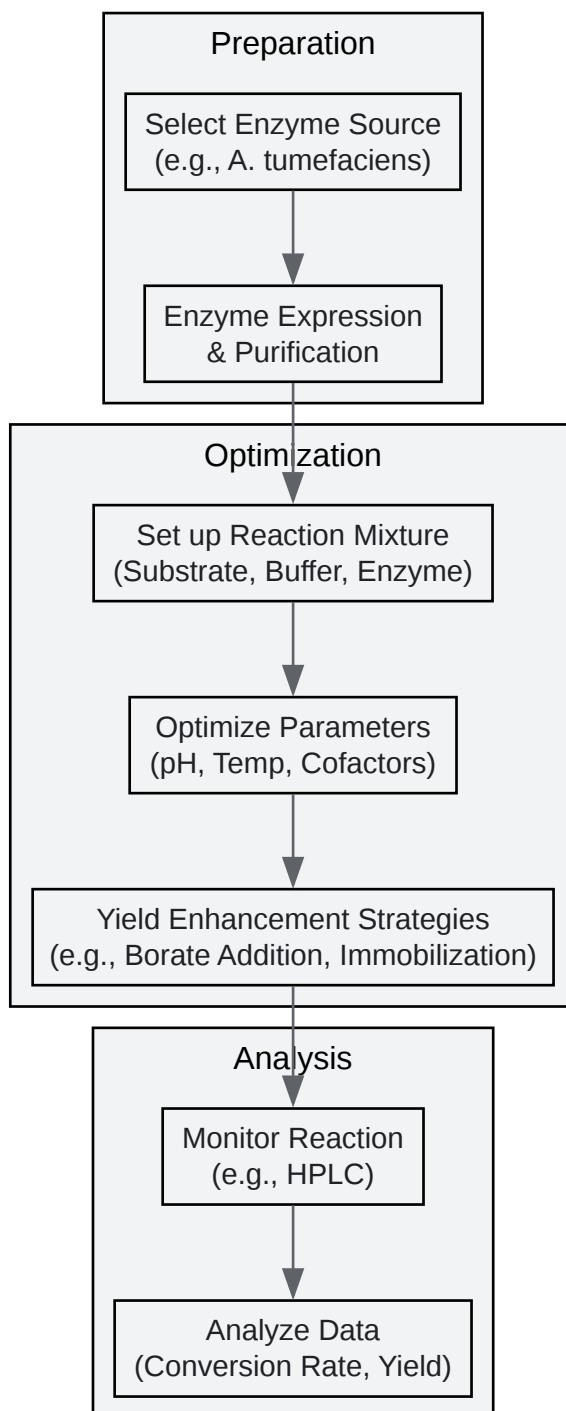 Preparation
Select Enzyme Source
(e.g., A. tumefaciens)
Enzyme Expression
& Purification
Optimization
Set up Reaction Mixture
(Substrate, Buffer, Enzyme)
Optimize Parameters
(pH, Temp, Cofactors)
Yield Enhancement Strategies
(e.g., Borate Addition, Immobilization)
Analysis
Monitor Reaction
(e.g., HPLC)
Analyze Data
(Conversion Rate, Yield)